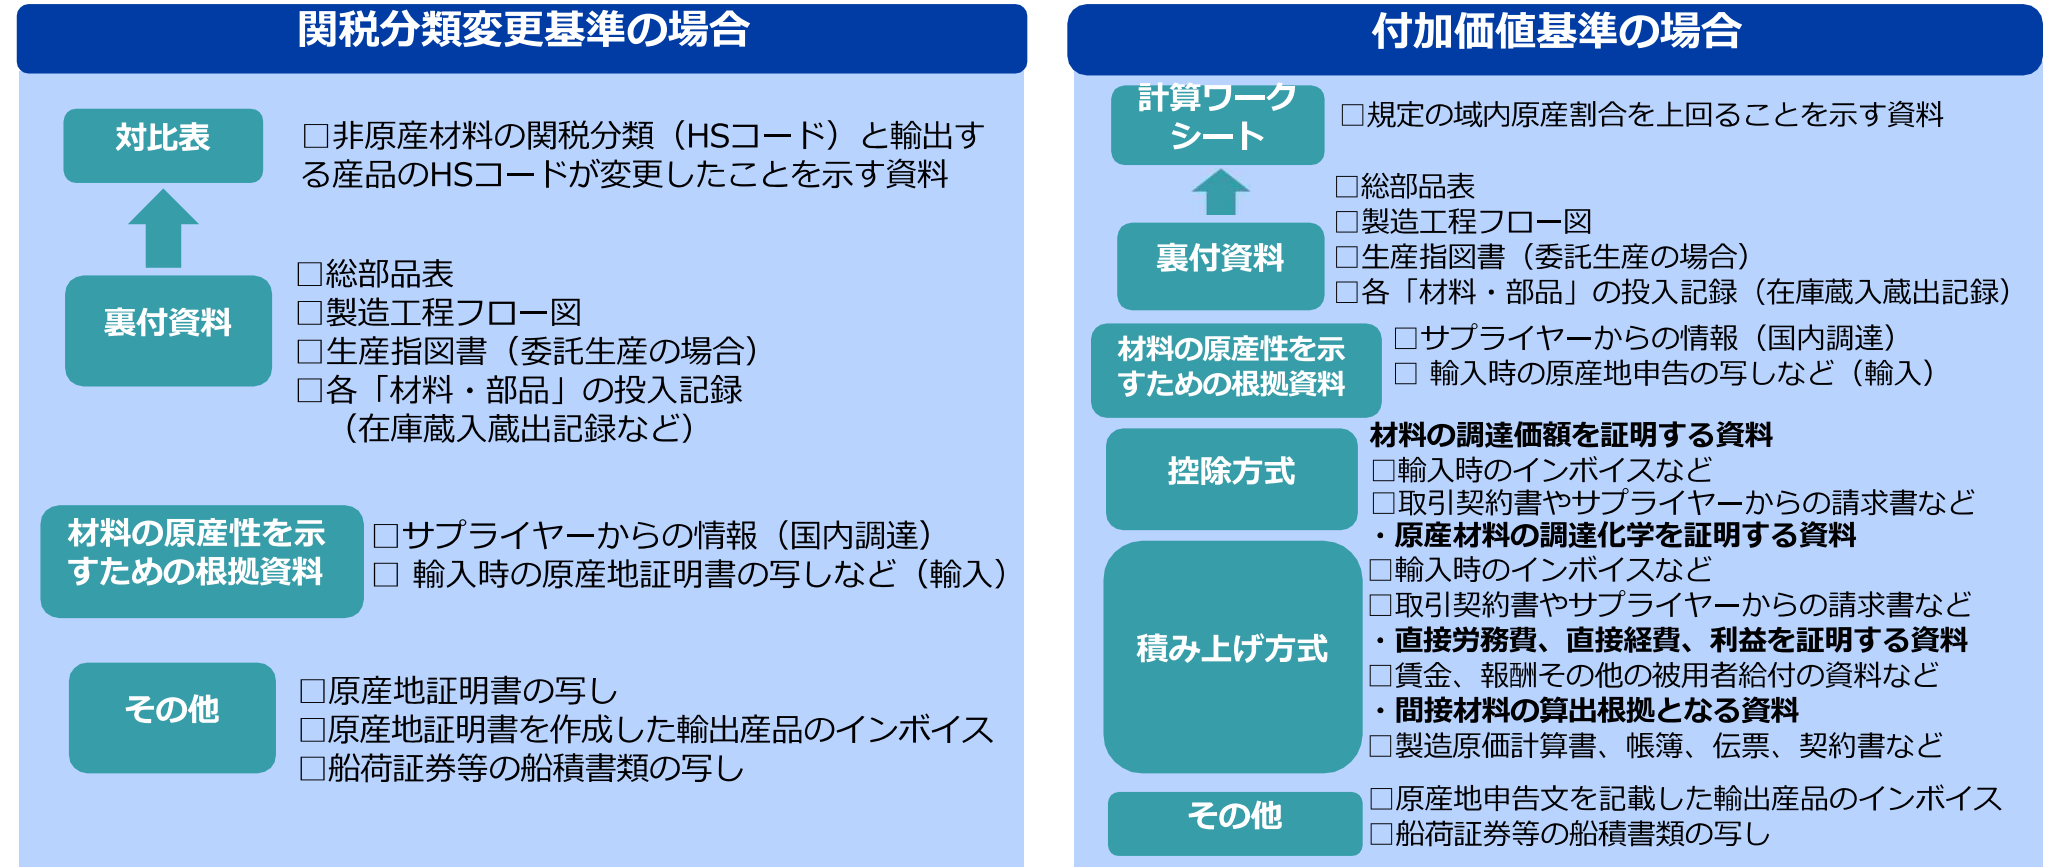 関税分類変更基準の場合
対比表
□非原産材料の関税分類（HSコード）と輸出す
る産品のHSコードが変更したことを示す資料
裏付資料
□総部品表
□製造工程フロー図
□生産指図書（委託生産の場合）
□各「材料・部品」の投入記録
（在庫蔵入蔵出記録など）
材料の原産性を示
すための根拠資料
□サプライヤーからの情報（国内調達）
□ 輸入時の原産地証明書の写しなど（輸入）
その他
□原産地証明書の写し
□原産地証明書を作成した輸出産品のインボイス
□船荷証券等の船積書類の写し
付加価値基準の場合
計算ワーク
シート
□規定の域内原産割合を上回ることを示す資料
裏付資料
□総部品表
□製造工程フロー図
□生産指図書（委託生産の場合）
□各「材料・部品」の投入記録（在庫蔵入蔵出記録）
材料の原産性を示
すための根拠資料
□サプライヤーからの情報（国内調達）
□ 輸入時の原産地申告の写しなど（輸入）
控除方式
材料の調達価額を証明する資料
□輸入時のインボイスなど
□取引契約書やサプライヤーからの請求書など
積み上げ方式
・原産材料の調達化学を証明する資料
□輸入時のインボイスなど
□取引契約書やサプライヤーからの請求書など
・直接労務費、直接経費、利益を証明する資料
□賃金、報酬その他の被用者給付の資料など
・間接材料の算出根拠となる資料
□製造原価計算書、帳簿、伝票、契約書など
その他
□原産地申告文を記載した輸出産品のインボイス
□船荷証券等の船積書類の写し